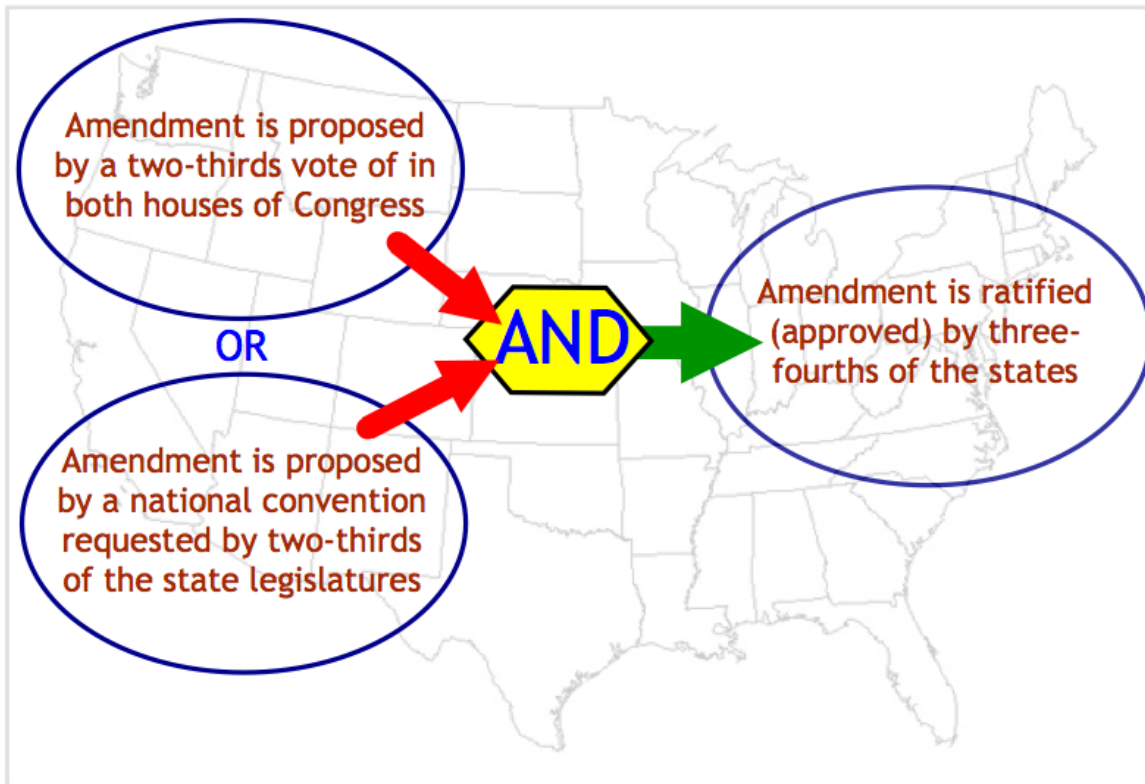 Amendment is proposed
by a two-thirds vote of in
both houses of Congress
OR
Amendment is proposed
by a national convention
requested by two-thirds
of the state legislatures
AND
Amendment is ratified
(approved) by three-
fourths of the states